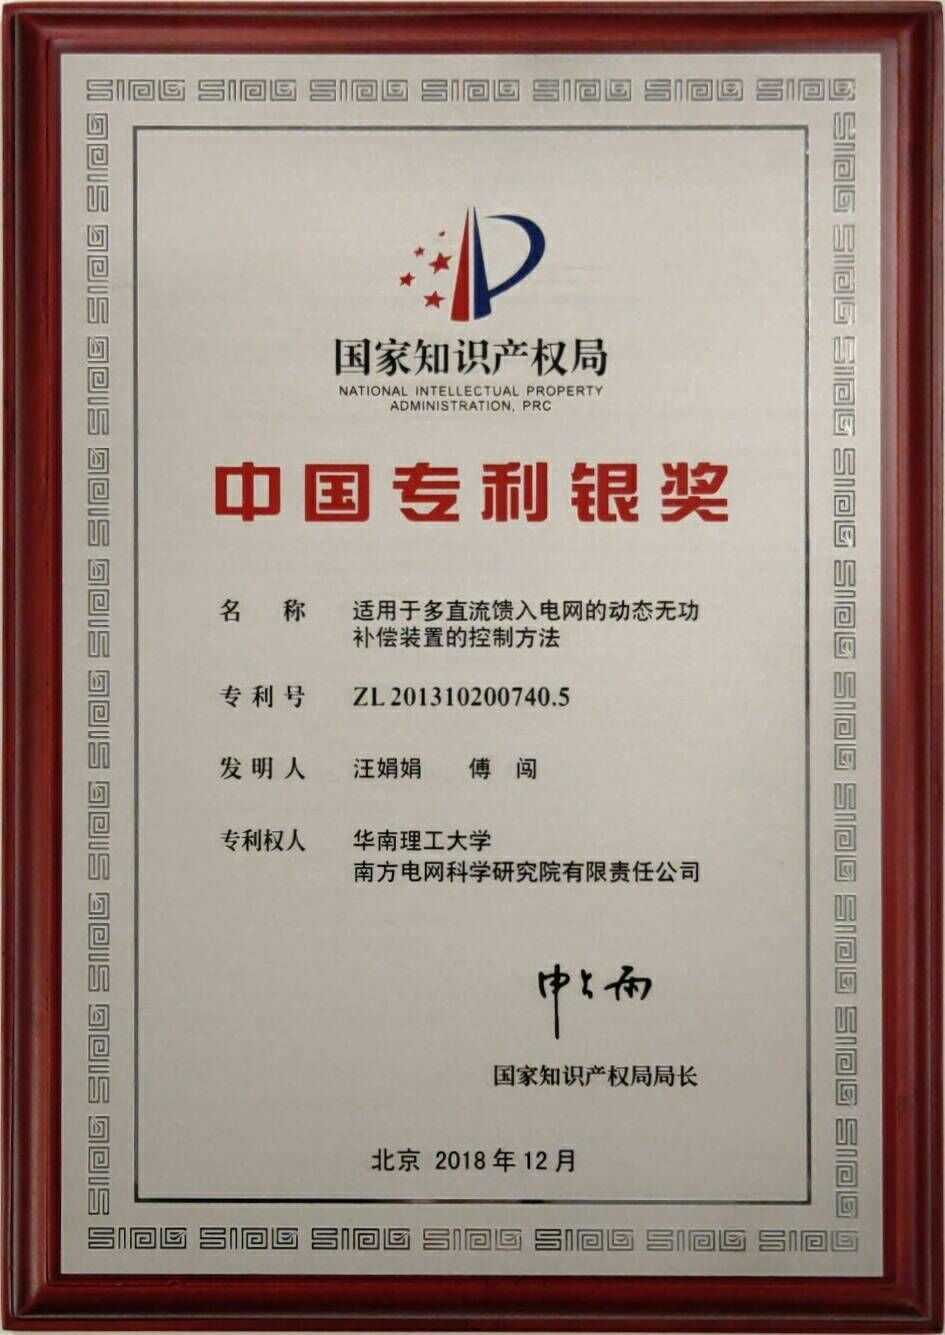 国家知识产权局
NATIONAL INTELLECTUAL PROPERTY
ADMINISTRATION, PRC
中国专利银奖
名 称 适用于多直流馈入电网的动态无功
补偿装置的控制方法
专利号 ZL 201310200740.5
发明人 汪娟娟 傅 闯
专利权人 华南理工大学
南方电网科学研究院有限责任公司
申长雨
国家知识产权局局长
北京 2018年12月